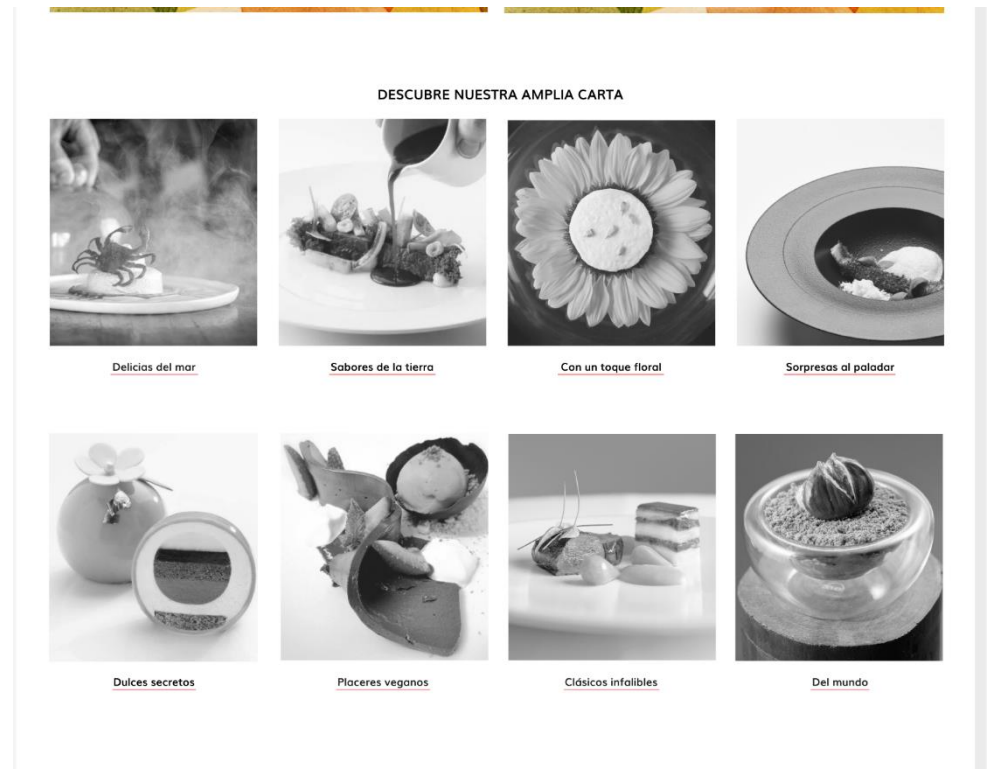 DESCUBRE NUESTRA AMPLIA CARTA
Delicias del mar
Sabores de la tierra
Con un toque floral
Sorpresas al paladar
Dulces secretos
Placeres veganos
Clásicos infalibles
Del mundo